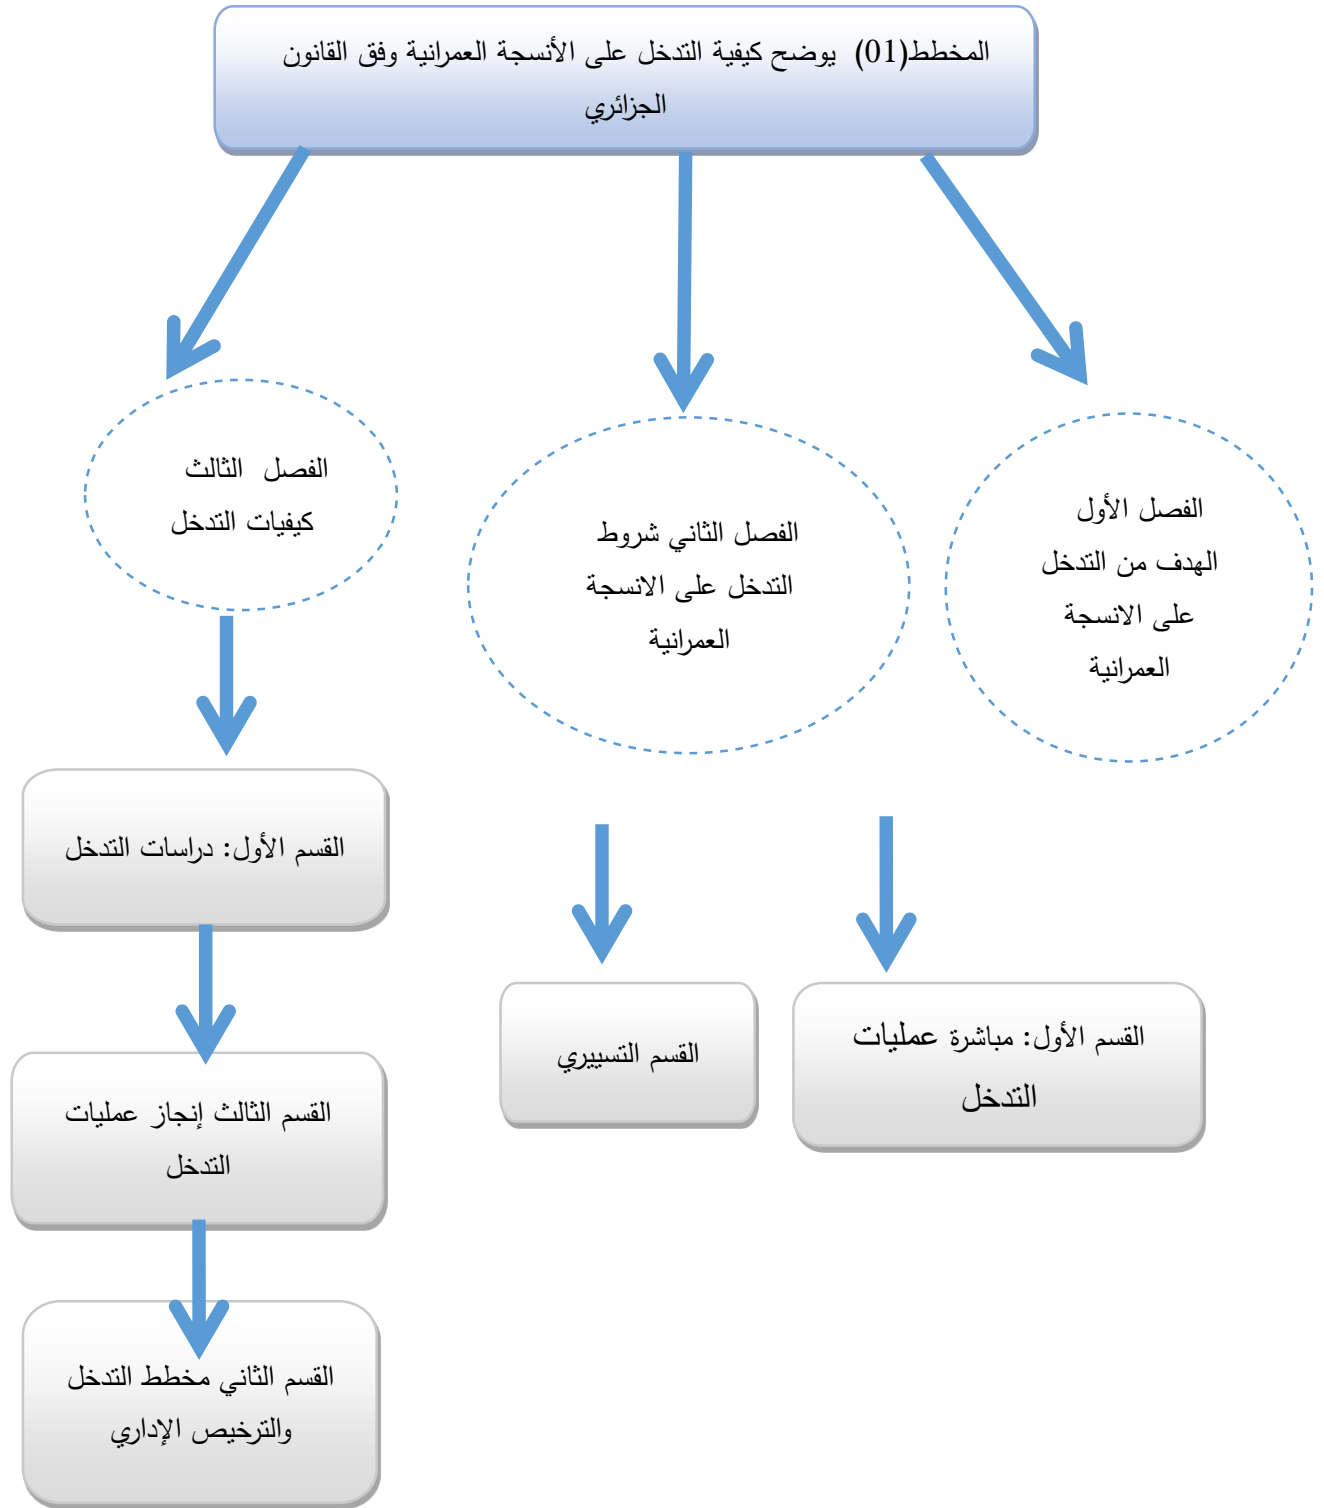 المخطط(01) يوضح كيفية التدخل على الأنسجة العمرانية وفق القانون
الجزائري
الفصل الأول
الهدف من التدخل
على الانسجة
العمرانية
الفصل الثاني شروط
التدخل على الانسجة
العمرانية
الفصل الثالث
كيفيات التدخل
القسم الأول: مباشرة عمليات
التدخل
القسم التسييري
القسم الأول: دراسات التدخل
القسم الثالث إنجاز عمليات
التدخل
القسم الثاني مخطط التدخل
والترخيص الإداري